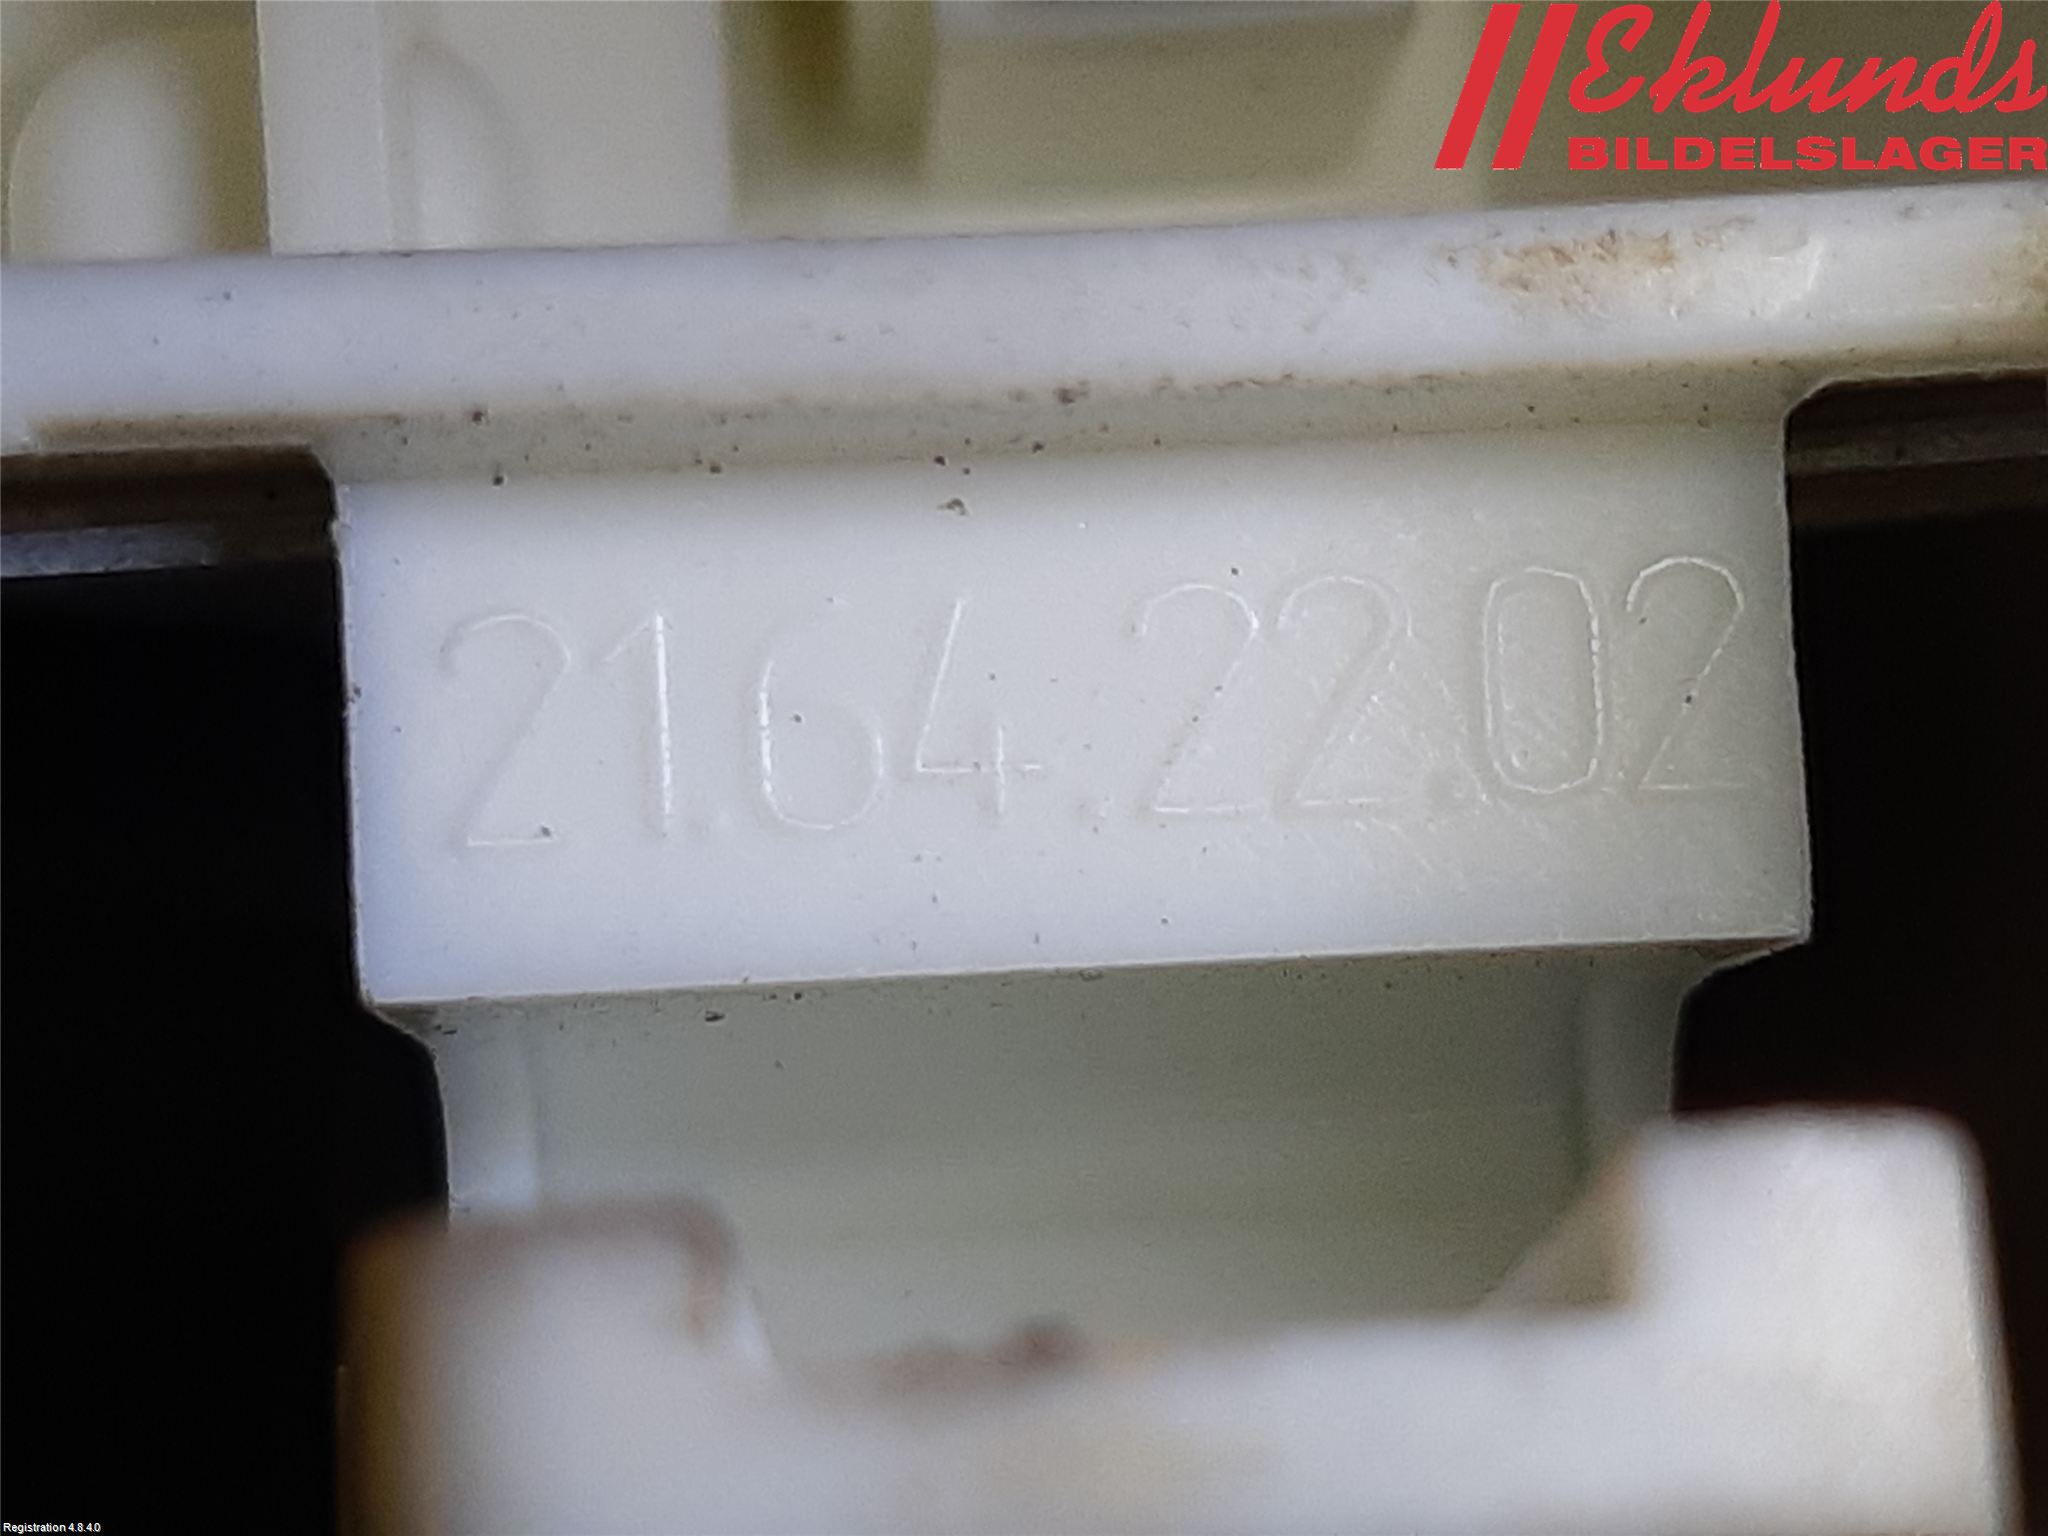 Eklunds
BILDELSLAGER
21.64.22.02
Registration 4.8.4.0